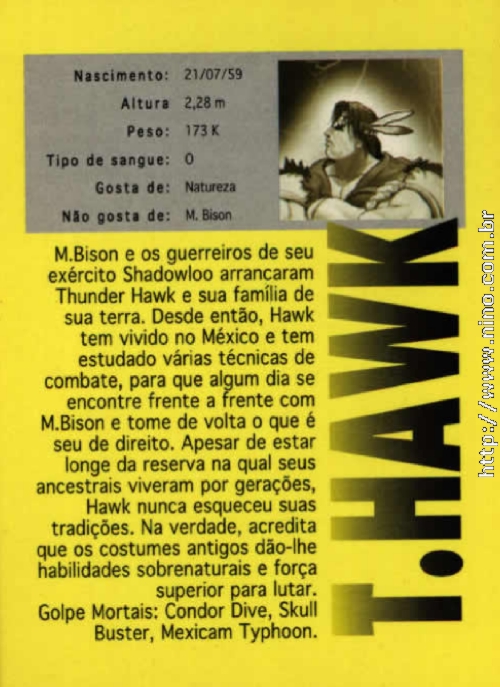 Nascimento: 21/07/59
Altura 2,28 m
Peso: 173 K
Tipo de sangue: O
Gosta de: Natureza
Não gosta de: M. Bison
M.Bison e os guerreiros de seu
exército Shadowloo arrancaram
Thunder Hawk e sua família de
sua terra. Desde então, Hawk
tem vivido no México e tem
estudado várias técnicas de
combate, para que algum dia se
encontre frente a frente com
M.Bison e tome de volta o que é
seu de direito. Apesar de estar
longe da reserva na qual seus
ancestrais viveram por gerações,
Hawk nunca esqueceu suas
tradições. Na verdade, acredita
que os costumes antigos dão-lhe
habilidades sobrenaturais e força
superior para lutar.
Golpe Mortais: Condor Dive, Skull
Buster, Mexicam Typhoon.
T.HAWK
http://www.nino.com.br